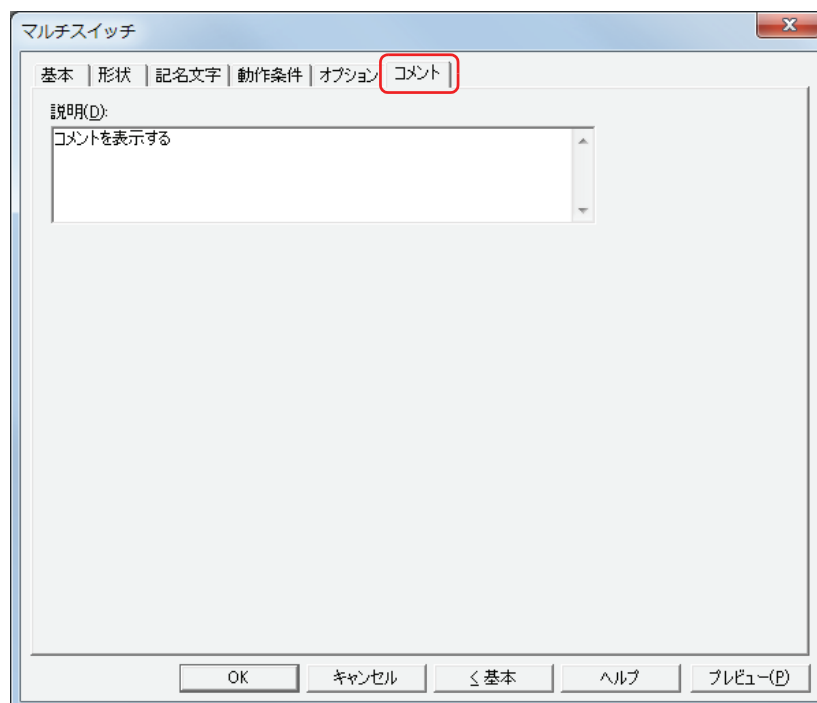 マルチスイッチ
基本 形状 記名文字 動作条件 オプション コメント
説明(D):
コメントを表示する
OK キャンセル ≤基本 ヘルプ プレビュー(P)